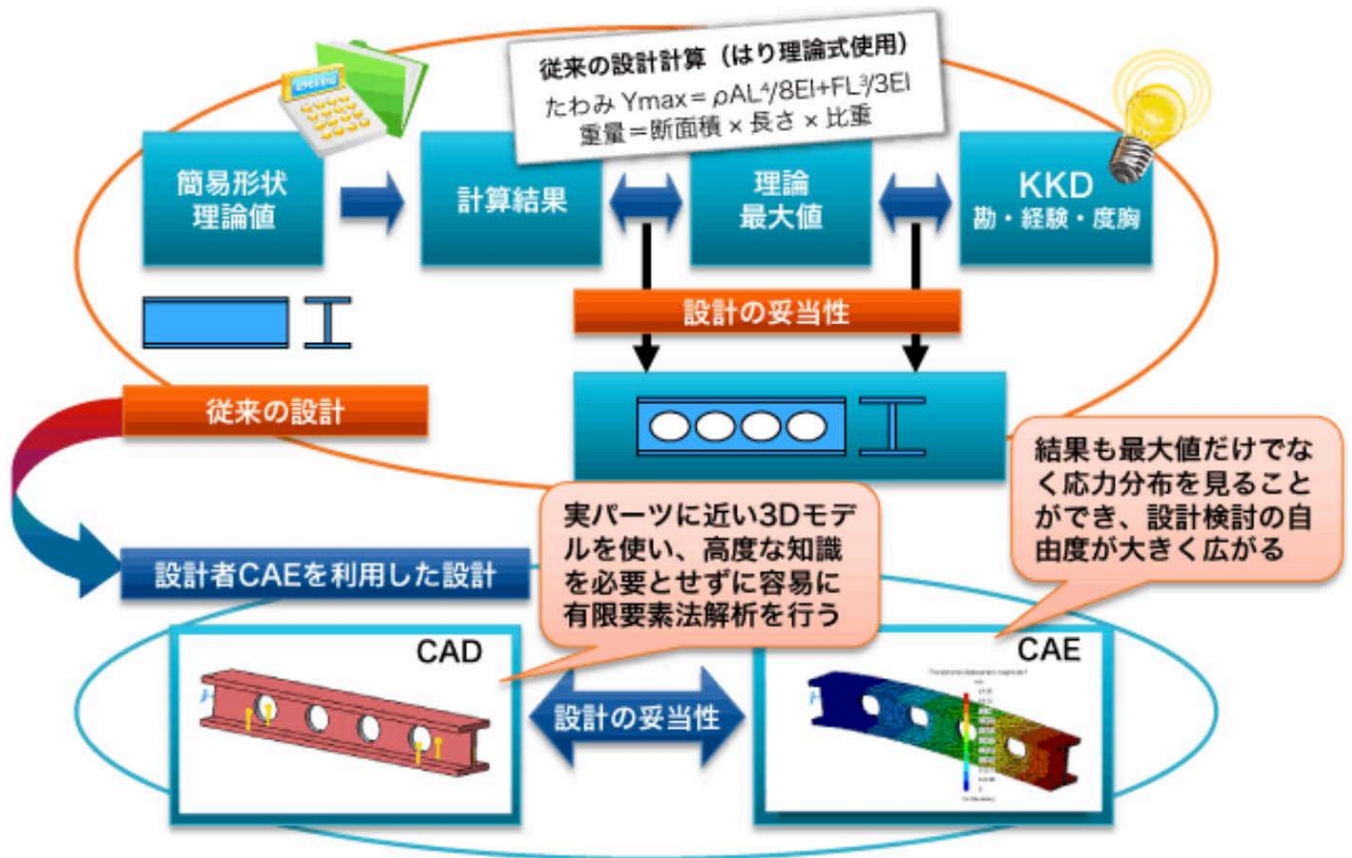 従来の設計計算（はり理論式使用）
たわみ Ymax＝ρAL⁴/8EI+FL³/3EI
重量＝断面積 × 長さ × 比重
簡易形状
理論値
計算結果
理論
最大値
KKD
勘・経験・度胸
設計の妥当性
従来の設計
結果も最大値だけでな
く応力分布を見ること
ができ、設計検討の自
由度が大きく広がる
実パーツに近い3Dモデ
ルを使い、高度な知識
を必要とせずに容易に
有限要素法解析を行う
設計者CAEを利用した設計
CAD
設計の妥当性
CAE